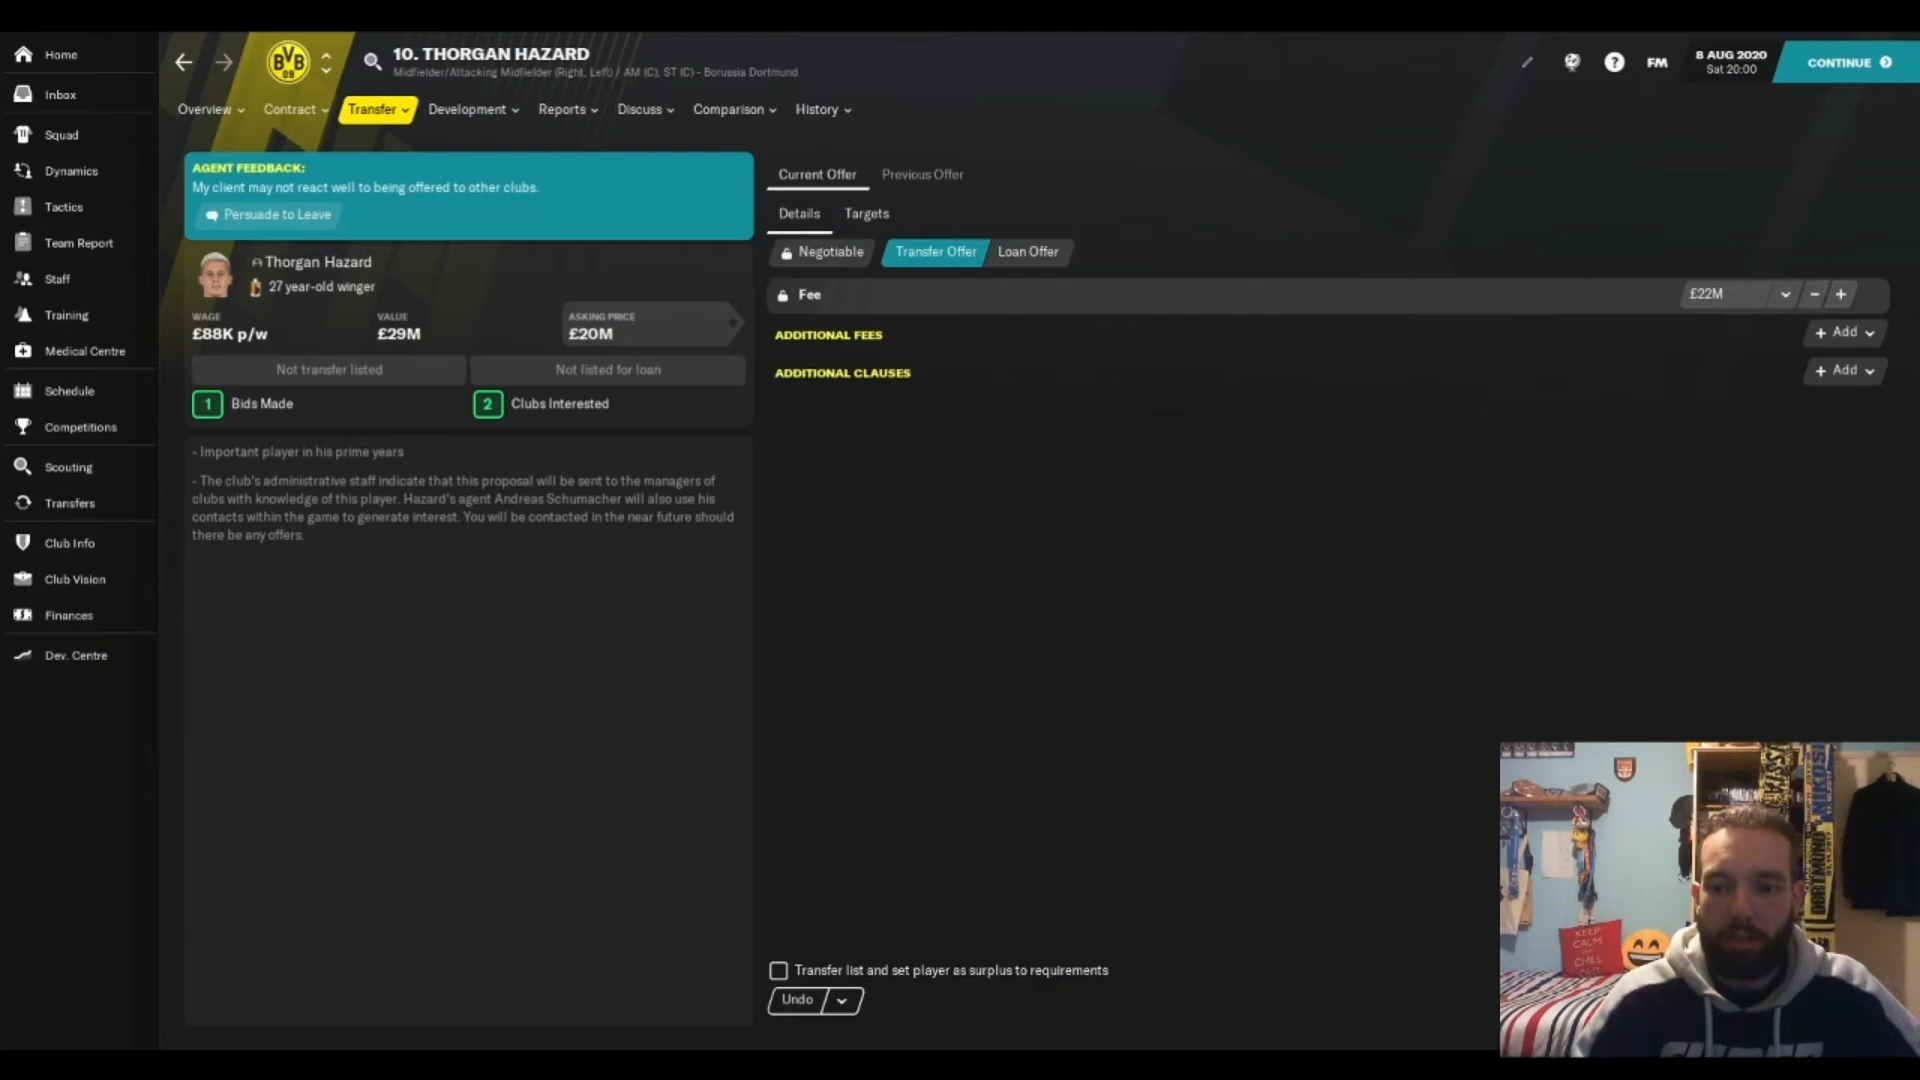 Home
Inbox
Squad
Dynamics
Tactics
Team Report
Staff
Training
Medical Centre
Schedule
Competitions
Scouting
Transfers
Club Info
Club Vision
Finances
Dev. Centre
BVB
09
10. THORGAN HAZARD
Midfielder/Attacking Midfielder (Right, Left) / AM (C), ST (C) - Borussia Dortmund
?
FM
8 AUG 2020
Sat 20:00
CONTINUE
Overview
Contract
Transfer
Development
Reports
Discuss
Comparison
History
AGENT FEEDBACK:
My client may not react well to being offered to other clubs.
Persuade to Leave
Thorgan Hazard
27 year-old winger
WAGE
£88K p/w
VALUE
£29M
ASKING PRICE
£20M
Not transfer listed
Not listed for loan
1 Bids Made
2 Clubs Interested
- Important player in his prime years
- The club's administrative staff indicate that this proposal will be sent to the managers of
clubs with knowledge of this player. Hazard's agent Andreas Schumacher will also use his
contacts within the game to generate interest. You will be contacted in the near future should
there be any offers.
Current Offer
Previous Offer
Details
Targets
Negotiable
Transfer Offer
Loan Offer
Fee
£22M
- +
ADDITIONAL FEES
+ Add
ADDITIONAL CLAUSES
+ Add
Transfer list and set player as surplus to requirements
Undo
DORTMUND
KEEP
CALM
CHILL
OUT